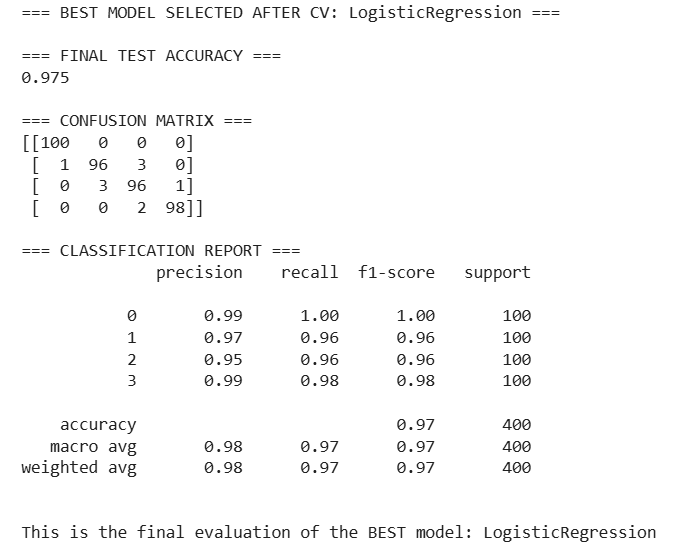 === BEST MODEL SELECTED AFTER CV: LogisticRegression ===
=== FINAL TEST ACCURACY ===
0.975
=== CONFUSION MATRIX ===
[[100   0   0   0]
 [  1  96   3   0]
 [  0   3  96   1]
 [  0   0   2  98]]
=== CLASSIFICATION REPORT ===
              precision    recall  f1-score   support
           0       0.99      1.00      1.00       100
           1       0.97      0.96      0.96       100
           2       0.95      0.96      0.96       100
           3       0.99      0.98      0.98       100
    accuracy                           0.97       400
   macro avg       0.98      0.97      0.97       400
weighted avg       0.98      0.97      0.97       400
This is the final evaluation of the BEST model: LogisticRegression